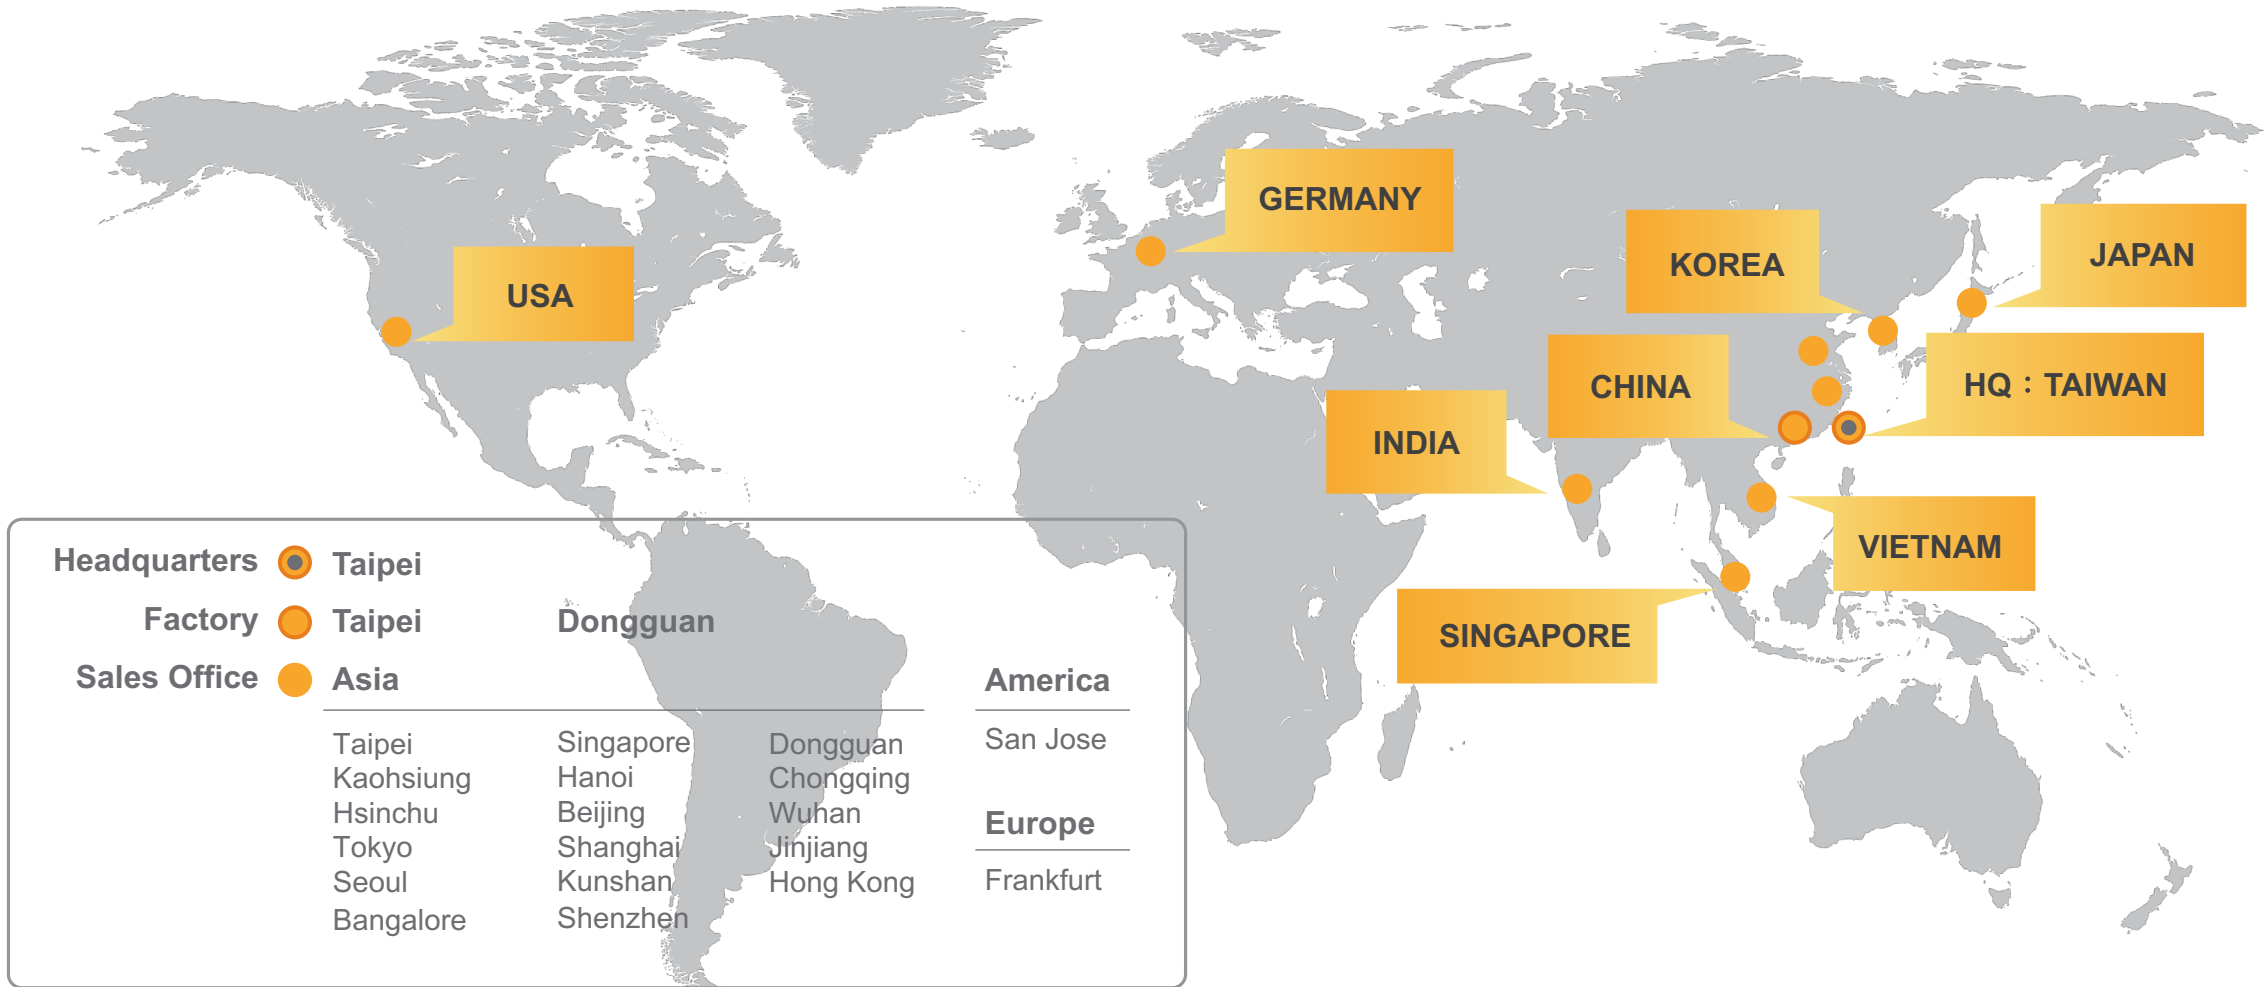 GERMANY
USA
KOREA
JAPAN
CHINA
HQ：TAIWAN
INDIA
VIETNAM
SINGAPORE
Headquarters Taipei
Factory Taipei Dongguan
Sales Office Asia
Taipei
Kaohsiung
Hsinchu
Tokyo
Seoul
Bangalore
Singapore
Hanoi
Beijing
Shanghai
Kunshan
Shenzhen
Dongguan
Chongqing
Wuhan
Jinjiang
Hong Kong
America
San Jose
Europe
Frankfurt